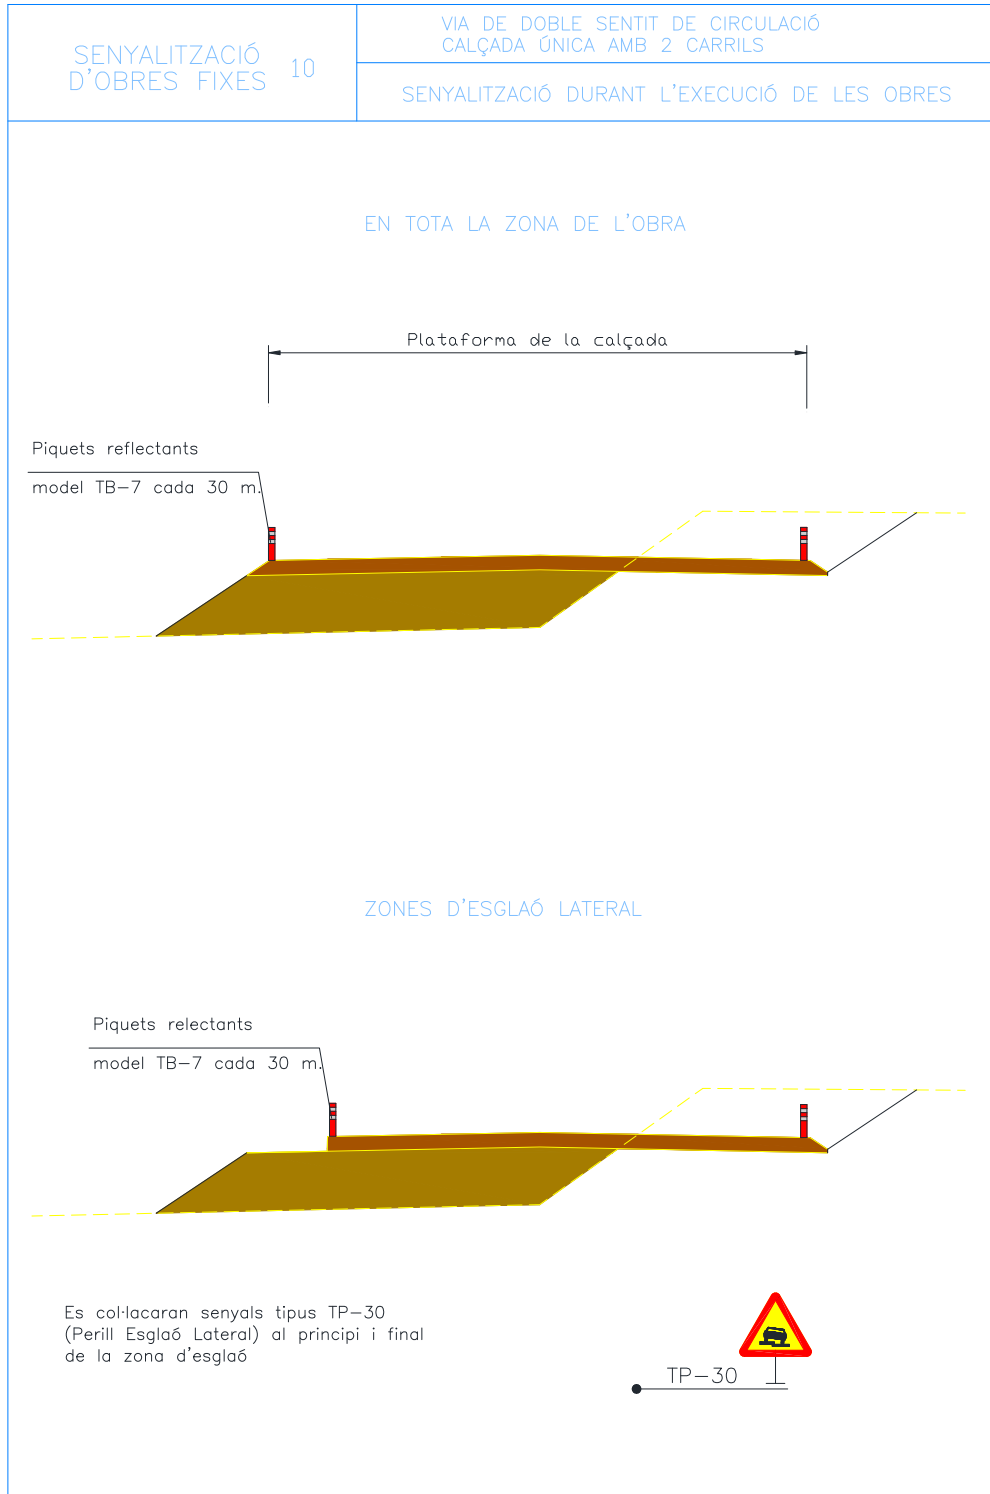 SENYALITZACIÓ
D'OBRES FIXES 10
VIA DE DOBLE SENTIT DE CIRCULACIÓ
CALÇADA ÚNICA AMB 2 CARRILS
SENYALITZACIÓ DURANT L'EXECUCIÓ DE LES OBRES
EN TOTA LA ZONA DE L'OBRA
Plataforma de la calçada
Piquets reflectants
model TB-7 cada 30 m.
ZONES D'ESGLAÓ LATERAL
Piquets relectants
model TB-7 cada 30 m.
Es col·lacaran senyals tipus TP-30
(Perill Esglaó Lateral) al principi i final
de la zona d'esglaó
TP-30